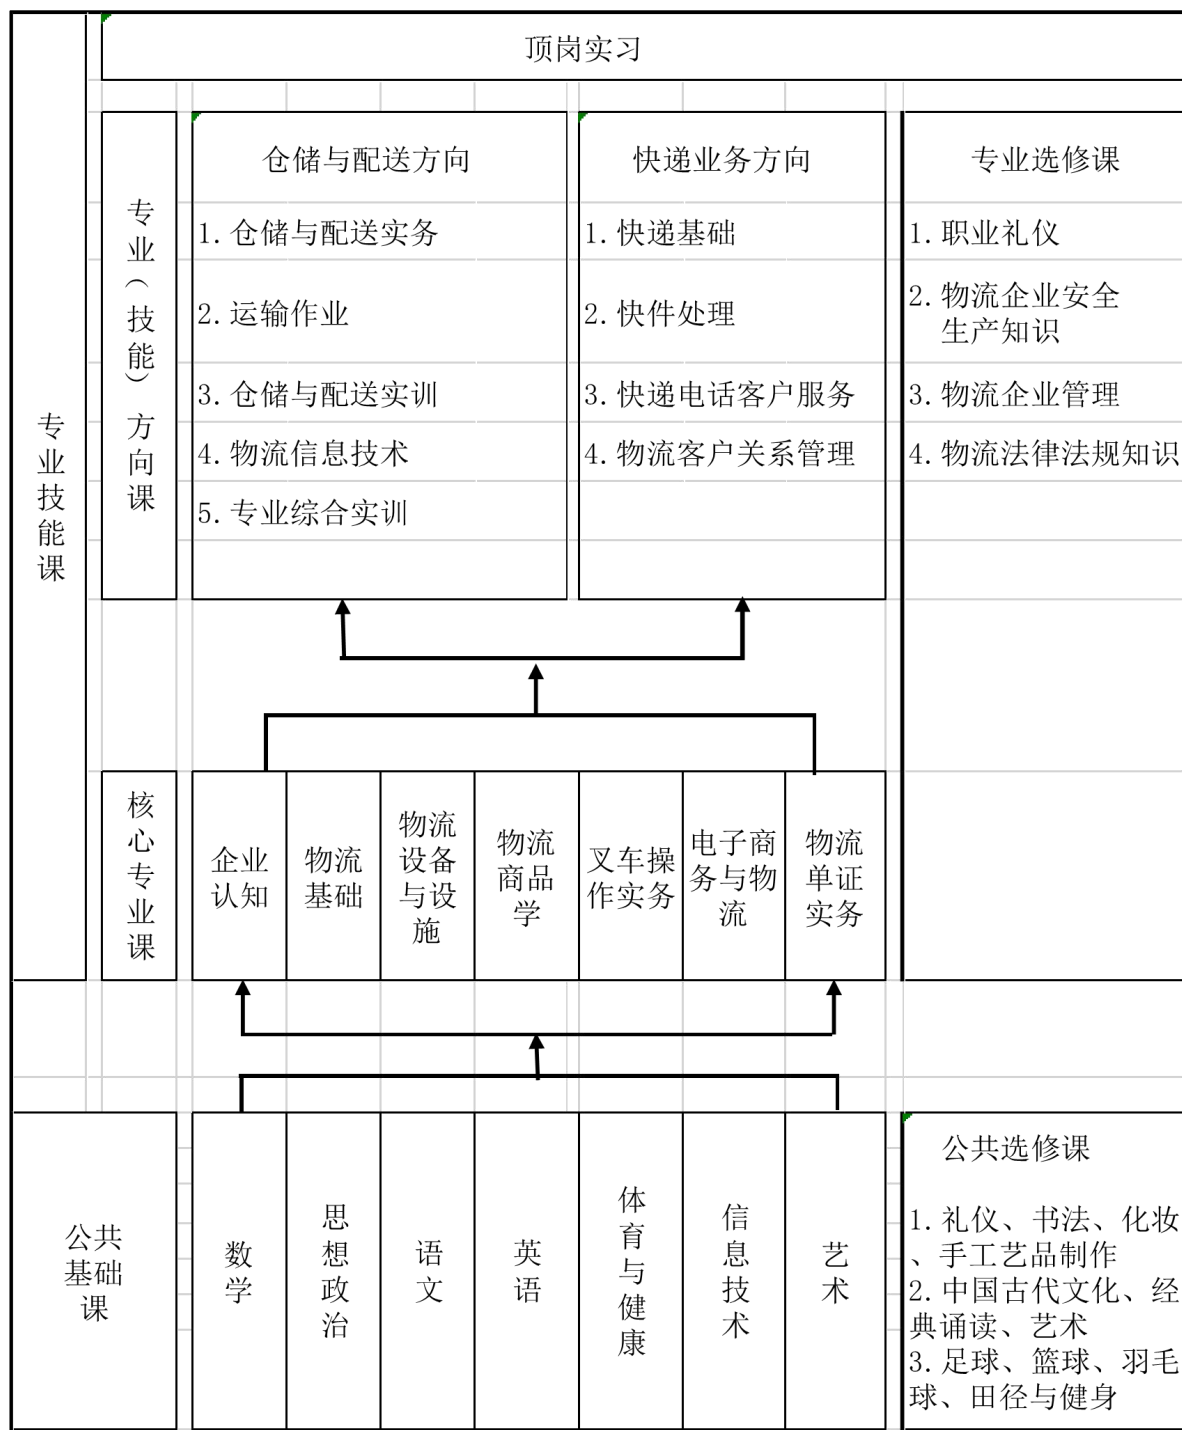 顶岗实习
专业技能课
专业（技能）方向课
仓储与配送方向
1.仓储与配送实务
2.运输作业
3.仓储与配送实训
4.物流信息技术
5.专业综合实训
快递业务方向
1.快递基础
2.快件处理
3.快递电话客户服务
4.物流客户关系管理
专业选修课
1.职业礼仪
2.物流企业安全
生产知识
3.物流企业管理
4.物流法律法规知识
核心专业课
企业
认知
物流
基础
物流
设备
与设
施
物流
商品
学
叉车操
作实务
电子商
务与物
流
物流
单证
实务
公共
基础
课
数学
思想政治
语文
英语
体育与健康
信息技术
艺术
公共选修课
1.礼仪、书法、化妆
、手工艺品制作
2.中国古代文化、经
典诵读、艺术
3.足球、篮球、羽毛
球、田径与健身